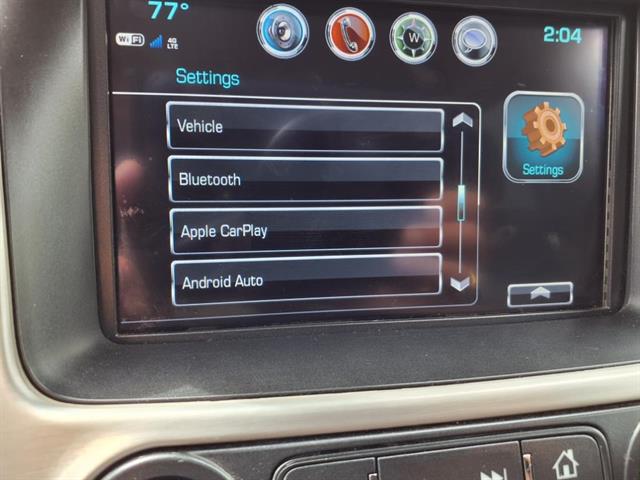 77°
WiFi
4G
LTE
W
2:04
Settings
Vehicle
Bluetooth
Apple CarPlay
Android Auto
Settings